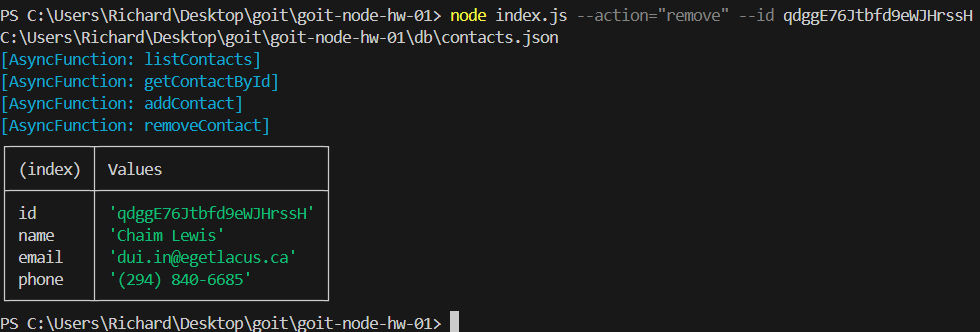 PS C:\Users\Richard\Desktop\goit\goit-node-hw-01> node index.js --action="remove" --id qdggE76Jtbfd9eWJHrssH
C:\Users\Richard\Desktop\goit\goit-node-hw-01\db\contacts.json
[AsyncFunction: listContacts]
[AsyncFunction: getContactById]
[AsyncFunction: addContact]
[AsyncFunction: removeContact]
(index) Values
id 'qdggE76Jtbfd9eWJHrssH'
name 'Chaim Lewis'
email 'dui.in@egetlacus.ca'
phone '(294) 840-6685'
PS C:\Users\Richard\Desktop\goit\goit-node-hw-01>